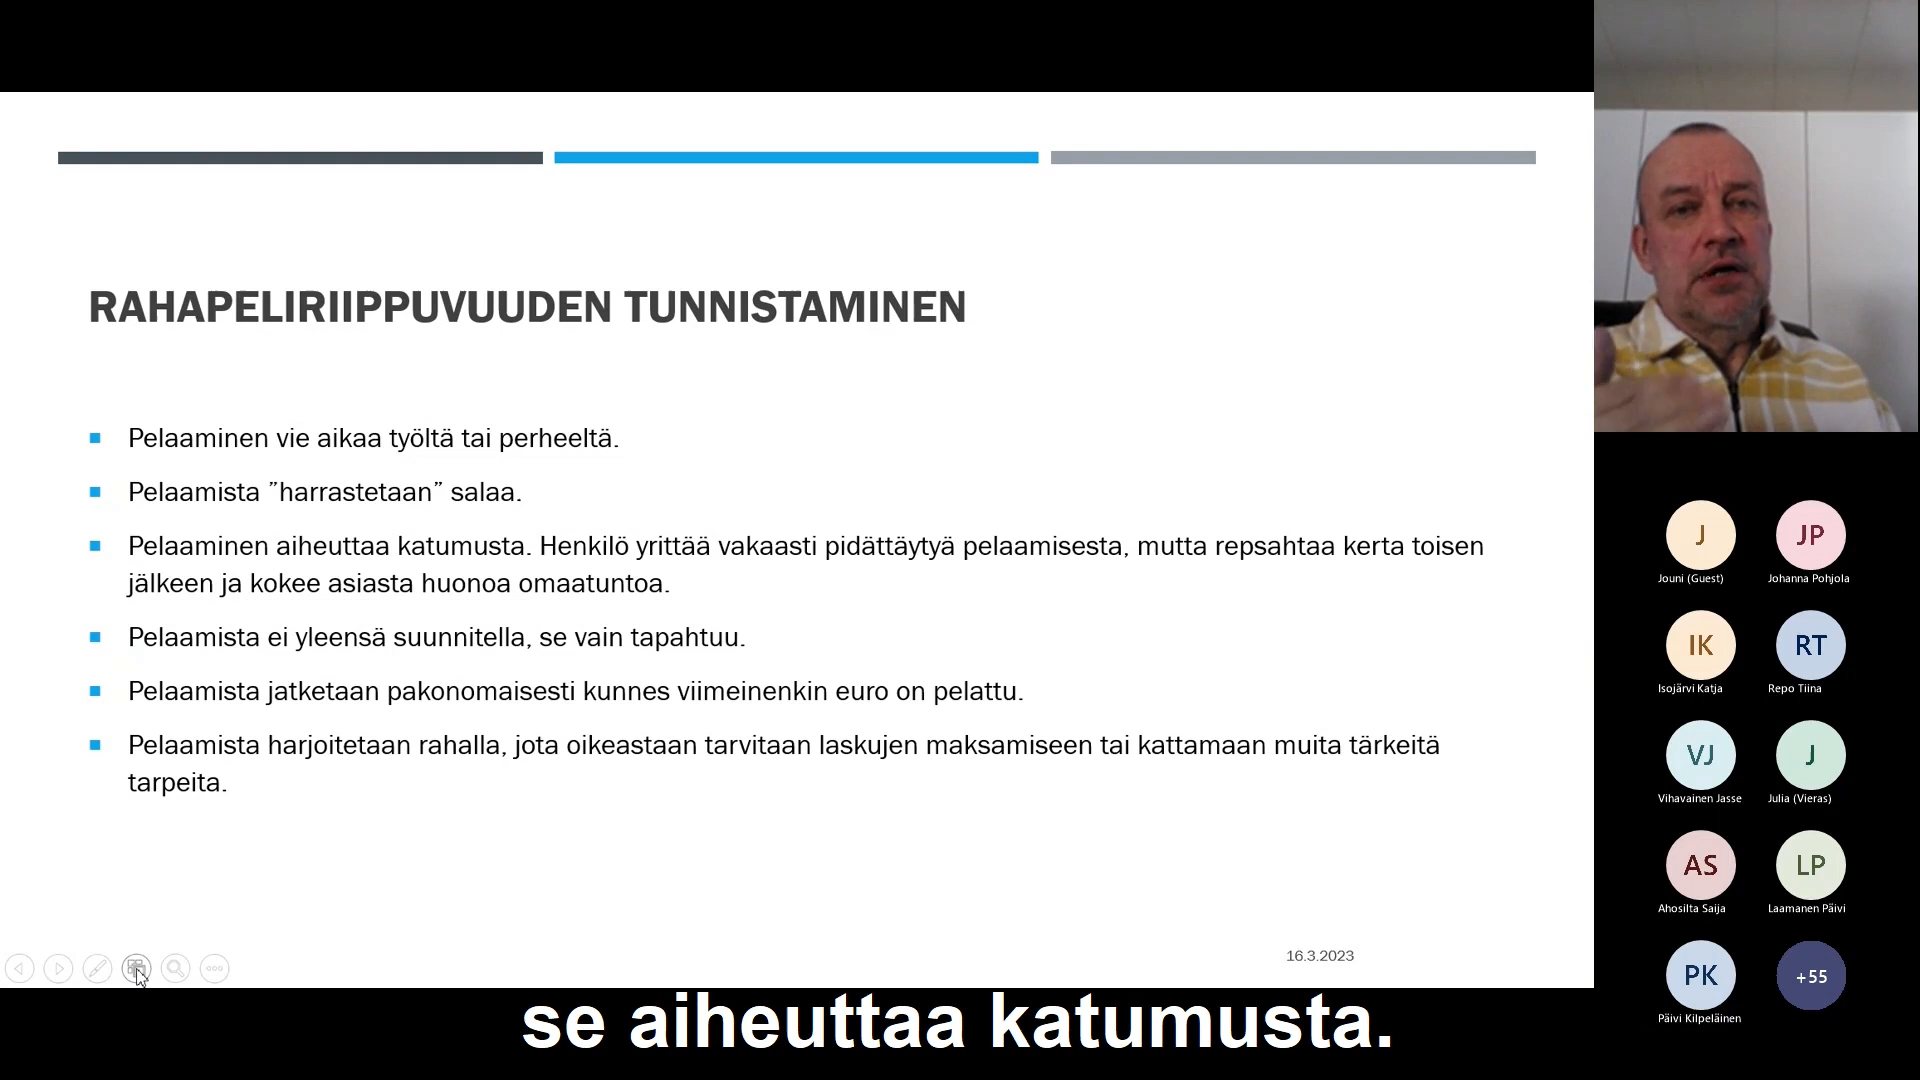 RAHAPELIRIIPPUVUUDEN TUNNISTAMINEN
Pelaaminen vie aikaa työltä tai perheeltä.
Pelaamista ”harrastetaan” salaa.
Pelaaminen aiheuttaa katumusta. Henkilö yrittää vakaasti pidättäytyä pelaamisesta, mutta repsahtaa kerta toisen
jälkeen ja kokee asiasta huonoa omaatuntoa.
Pelaamista ei yleensä suunnitella, se vain tapahtuu.
Pelaamista jatketaan pakonomaisesti kunnes viimeinenkin euro on pelattu.
Pelaamista harjoitetaan rahalla, jota oikeastaan tarvitaan laskujen maksamiseen tai kattamaan muita tärkeitä
tarpeita.
16.3.2023
se aiheuttaa katumusta.
J
Jouni (Guest)
JP
Johanna Pohjola
IK
Isojärvi Katja
RT
Repo Tiina
VJ
Vihavainen Jasse
J
Julia (Vieras)
AS
Ahosilta Saija
LP
Laamanen Päivi
PK
Päivi Kilpeläinen
+55